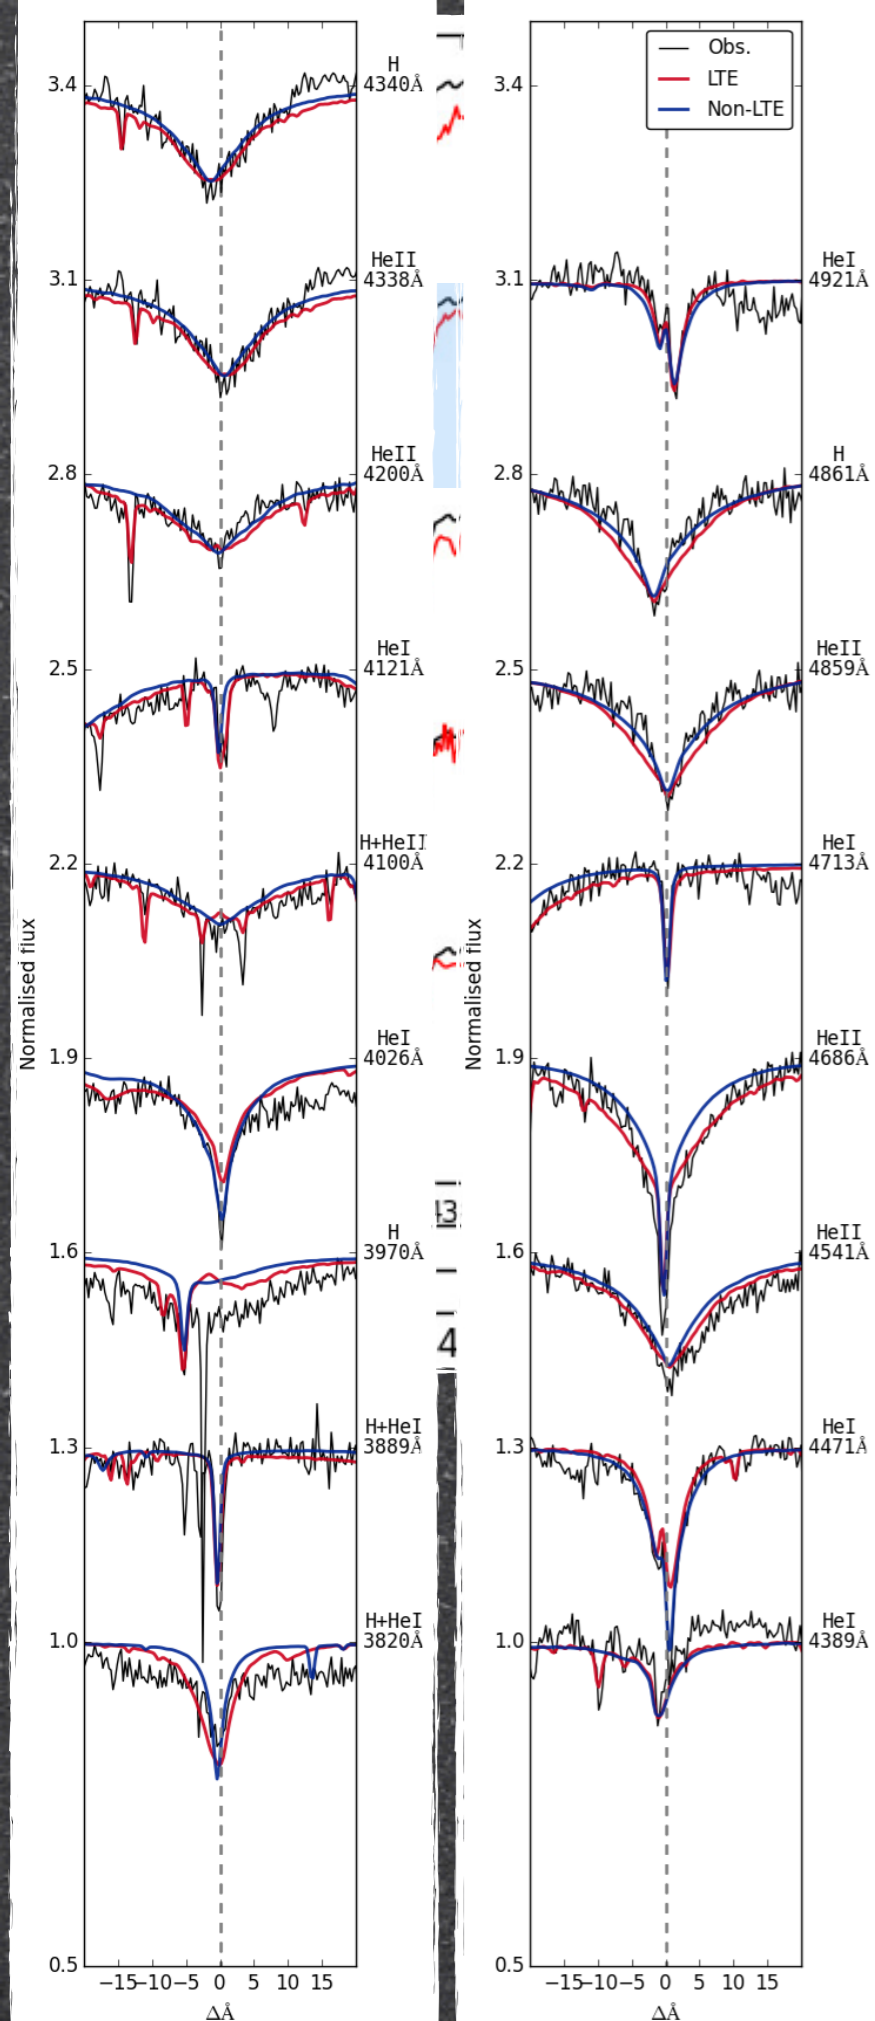 H
3.4
4340Å
HeII
3.1
4338Å
HeII
2.8
4200Å
HeI
2.5
4121Å
H+HeII
2.2
4100Å
HeI
1.9
4026Å
H
1.6
3970Å
H+HeI
1.3
3889Å
H+HeI
1.0
3820Å
0.5
Normalised flux
−15 −10 −5 0 5 10 15
ΔÅ
3
4
Obs.
LTE
Non-LTE
3.4
HeI
3.1
4921Å
H
2.8
4861Å
HeII
2.5
4859Å
HeI
2.2
4713Å
HeII
1.9
4686Å
HeII
1.6
4541Å
HeI
1.3
4471Å
HeI
1.0
4389Å
0.5
Normalised flux
−15 −10 −5 0 5 10 15
ΔÅ